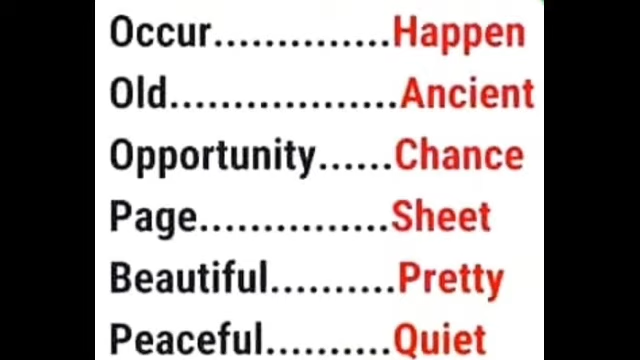 Occur..............Happen
Old..................Ancient
Opportunity......Chance
Page...............Sheet
Beautiful..........Pretty
Peaceful..........Quiet